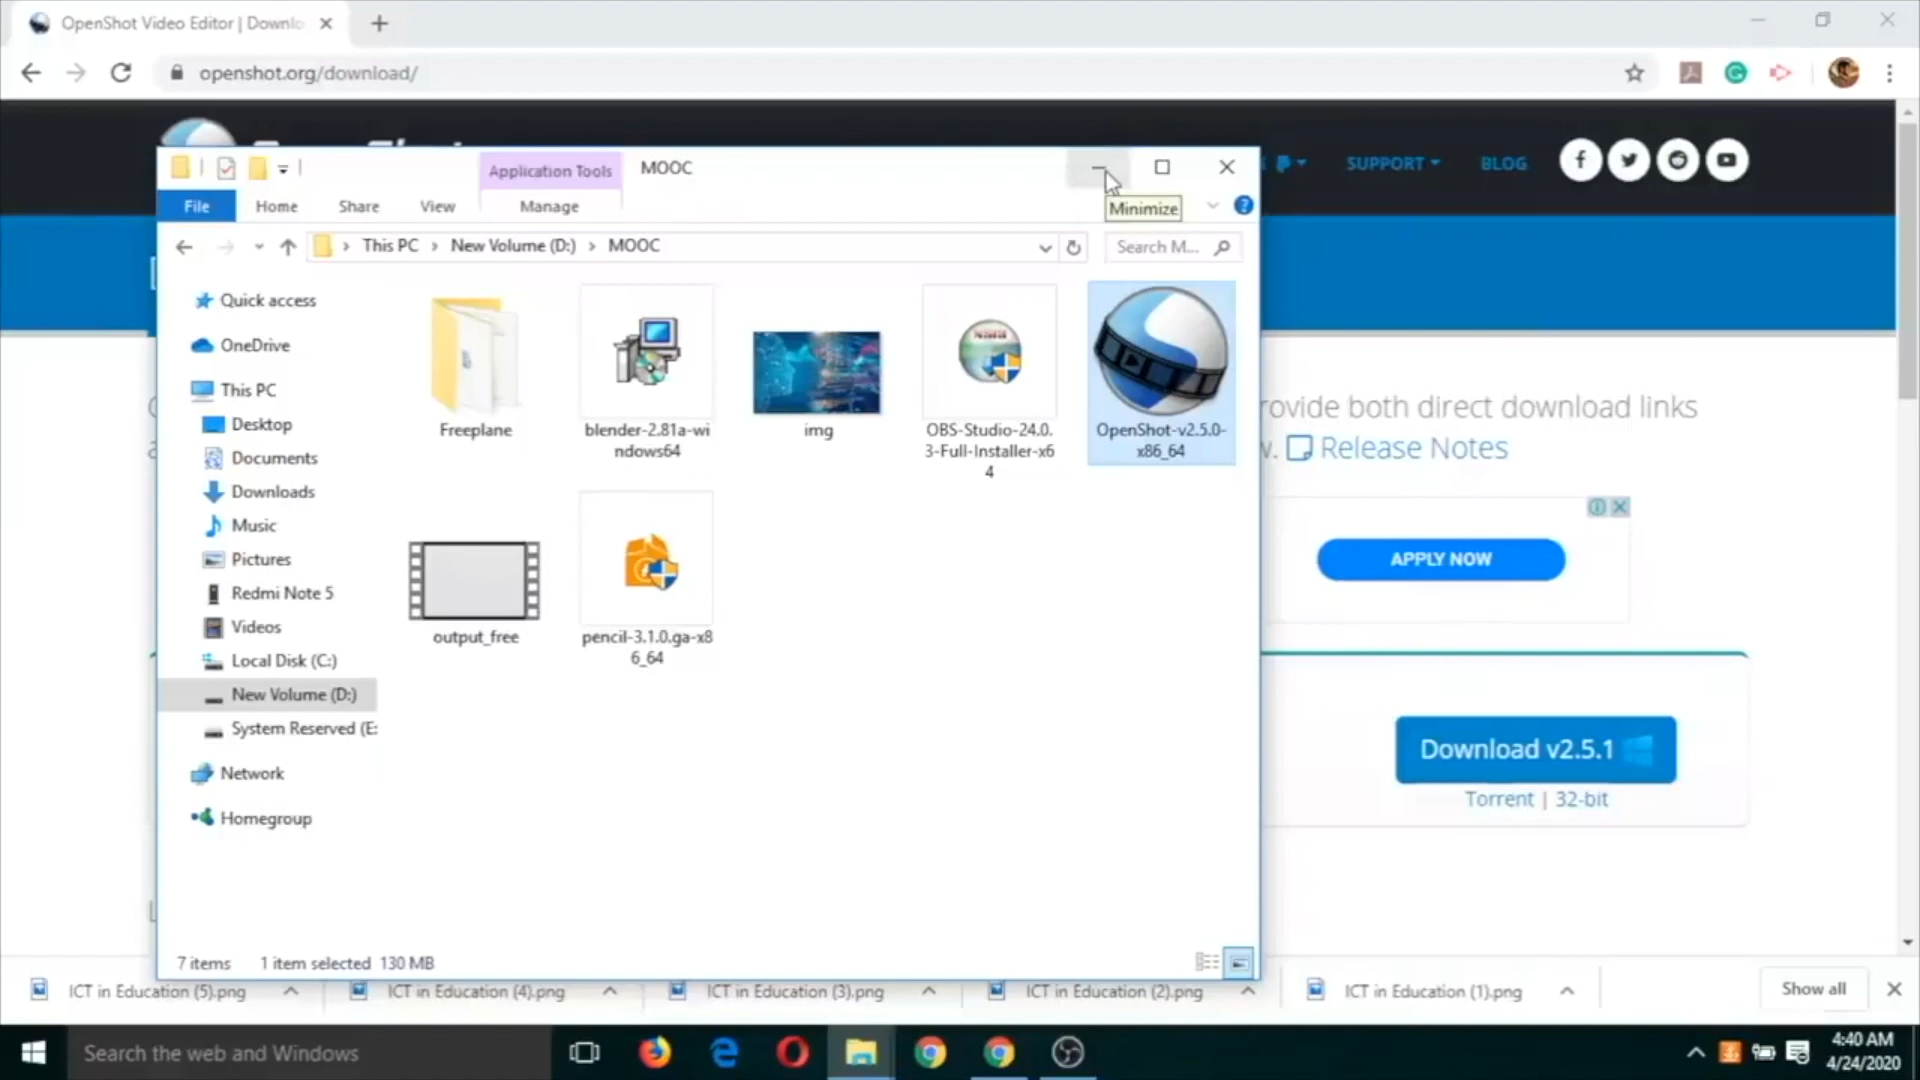 OpenShot Video Editor | Downlo
openshot.org/download/
SUPPORT
BLOG
Application Tools
MOOC
File
Home
Share
View
Manage
Minimize
This PC
New Volume (D:)
MOOC
Search M...
Quick access
OneDrive
This PC
Desktop
Documents
Downloads
Music
Pictures
Redmi Note 5
Videos
Local Disk (C:)
New Volume (D:)
System Reserved (E:
Network
Homegroup
Freeplane
blender-2.81a-wi
ndows64
img
OBS-Studio-24.0.
3-Full-Installer-x6
4
OpenShot-v2.5.0-
x86_64
output_free
pencil-3.1.0.ga-x8
6_64
7 items
1 item selected 130 MB
rovide both direct download links
w. Release Notes
APPLY NOW
Download v2.5.1
Torrent | 32-bit
ICT in Education (5).png
ICT in Education (4).png
ICT in Education (3).png
ICT in Education (2).png
ICT in Education (1).png
Show all
Search the web and Windows
4:40 AM
4/24/2020